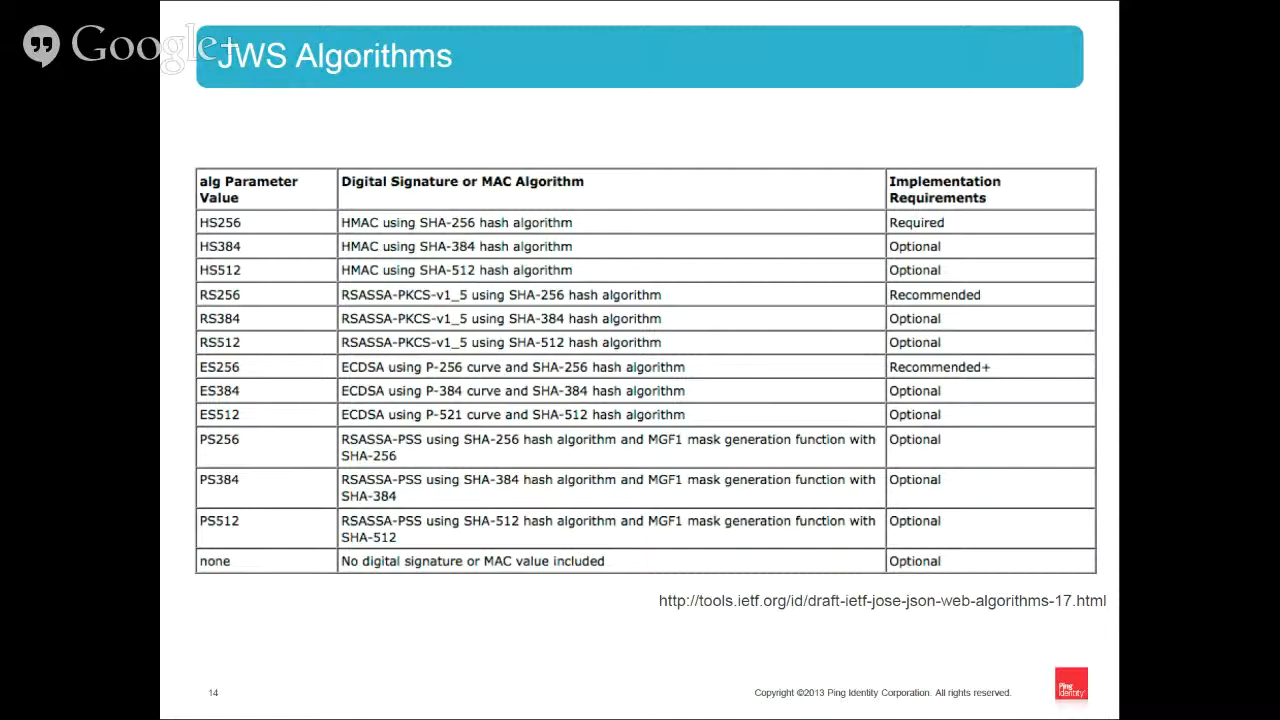 Google+
JWS Algorithms
alg Parameter Value Digital Signature or MAC Algorithm Implementation Requirements
HS256 HMAC using SHA-256 hash algorithm Required
HS384 HMAC using SHA-384 hash algorithm Optional
HS512 HMAC using SHA-512 hash algorithm Optional
RS256 RSASSA-PKCS-v1_5 using SHA-256 hash algorithm Recommended
RS384 RSASSA-PKCS-v1_5 using SHA-384 hash algorithm Optional
RS512 RSASSA-PKCS-v1_5 using SHA-512 hash algorithm Optional
ES256 ECDSA using P-256 curve and SHA-256 hash algorithm Recommended+
ES384 ECDSA using P-384 curve and SHA-384 hash algorithm Optional
ES512 ECDSA using P-521 curve and SHA-512 hash algorithm Optional
PS256 RSASSA-PSS using SHA-256 hash algorithm and MGF1 mask generation function with Optional
SHA-256
PS384 RSASSA-PSS using SHA-384 hash algorithm and MGF1 mask generation function with Optional
SHA-384
PS512 RSASSA-PSS using SHA-512 hash algorithm and MGF1 mask generation function with Optional
SHA-512
none No digital signature or MAC value included Optional
http://tools.ietf.org/id/draft-ietf-jose-json-web-algorithms-17.html
14 Copyright ©2013 Ping Identity Corporation. All rights reserved.
Ping
Identity